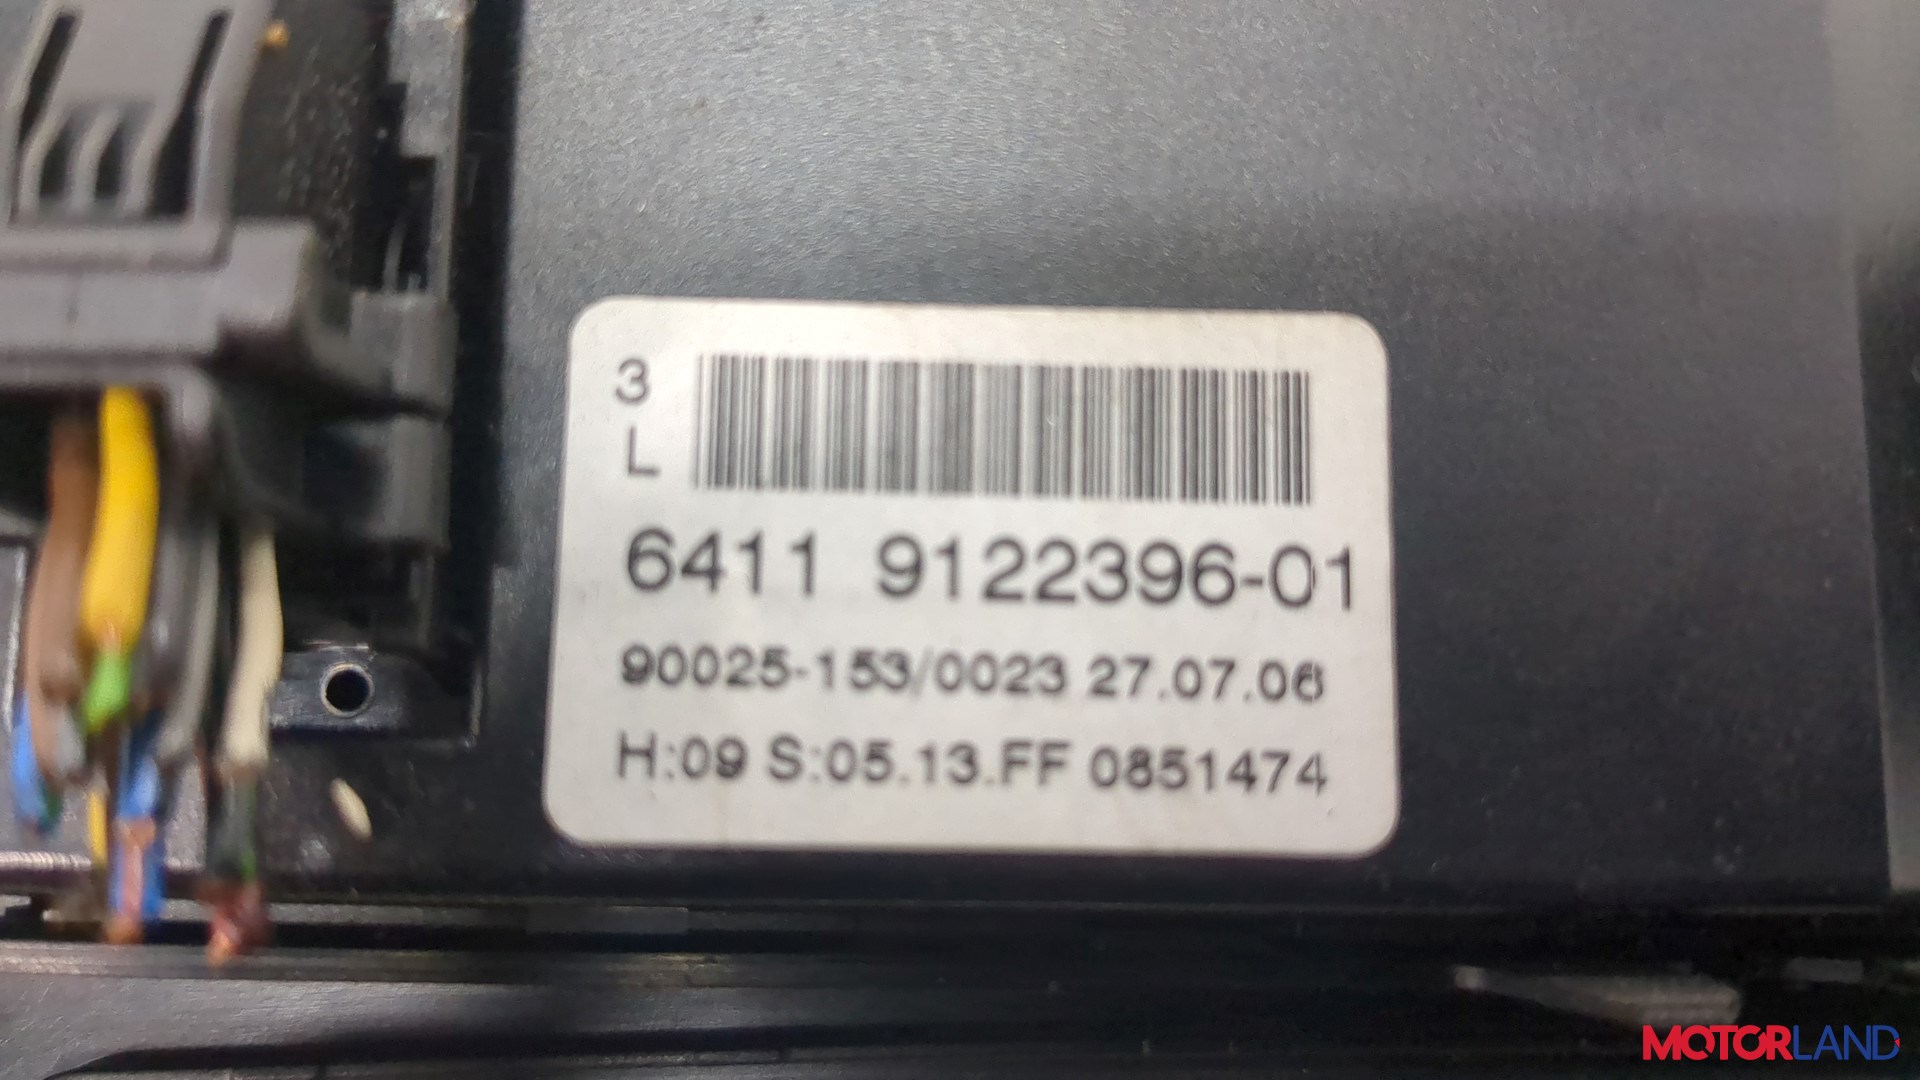 3
L
6411 9122396-01
90025-153/0023 27.07.06
H:09 S:05.13.FF 0851474
MOTORLAND